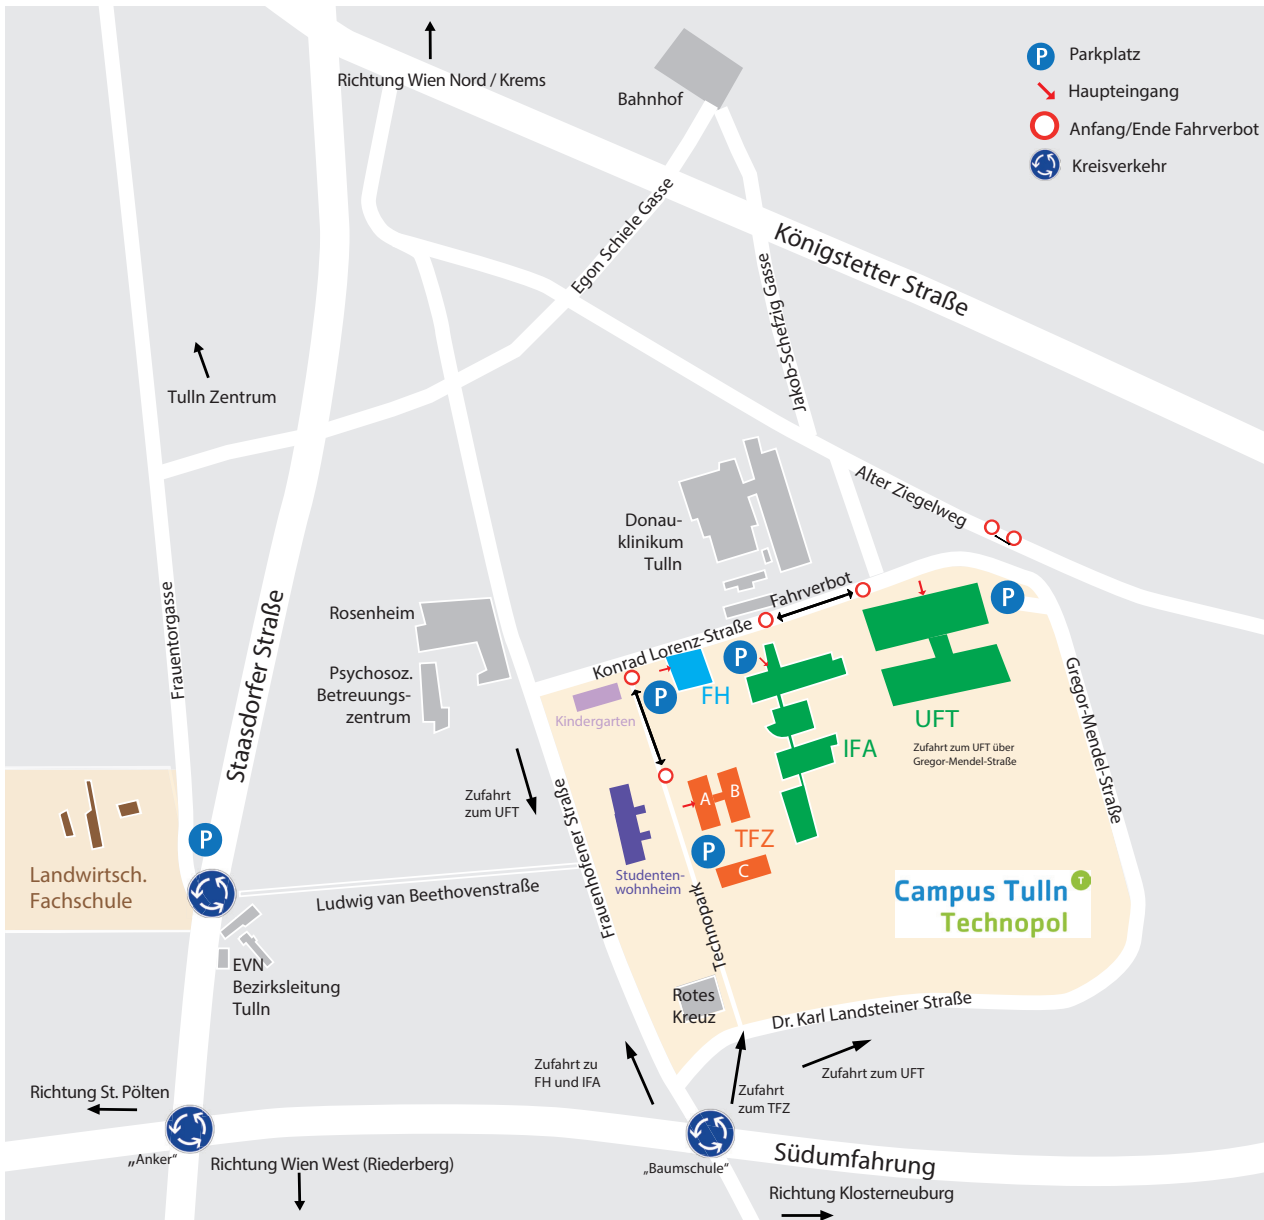 Richtung Wien Nord / Krems
Bahnhof
P
Parkplatz
Haupteingang
Anfang/Ende Fahrverbot
Kreisverkehr
Egon Schiele Gasse
Königstetter Straße
Jakob-Schefzig Gasse
Tulln Zentrum
Alter Ziegelweg
Donau-
klinikum
Tulln
Frauentorgasse
Staasdorfer Straße
Rosenheim
Psychosoz.
Betreuungs-
zentrum
Fahrverbot
Konrad Lorenz-Straße
P
P
P
FH
Kindergarten
UFT
IFA
Zufahrt zum UFT über
Gregor-Mendel-Straße
Gregor-Mendel-Straße
Zufahrt
zum UFT
Frauenhofener Straße
A
B
TFZ
P
C
Studenten-
wohnheim
Technopark
P
Landwirtsch.
Fachschule
Ludwig van Beethovenstraße
Campus Tulln
T
Technopol
EVN
Bezirksleitung
Tulln
Rotes
Kreuz
Dr. Karl Landsteiner Straße
Zufahrt zu
FH und IFA
Zufahrt zum UFT
Zufahrt
zum TFZ
Richtung St. Pölten
„Anker“
Richtung Wien West (Riederberg)
„Baumschule“
Südumfahrung
Richtung Klosterneuburg